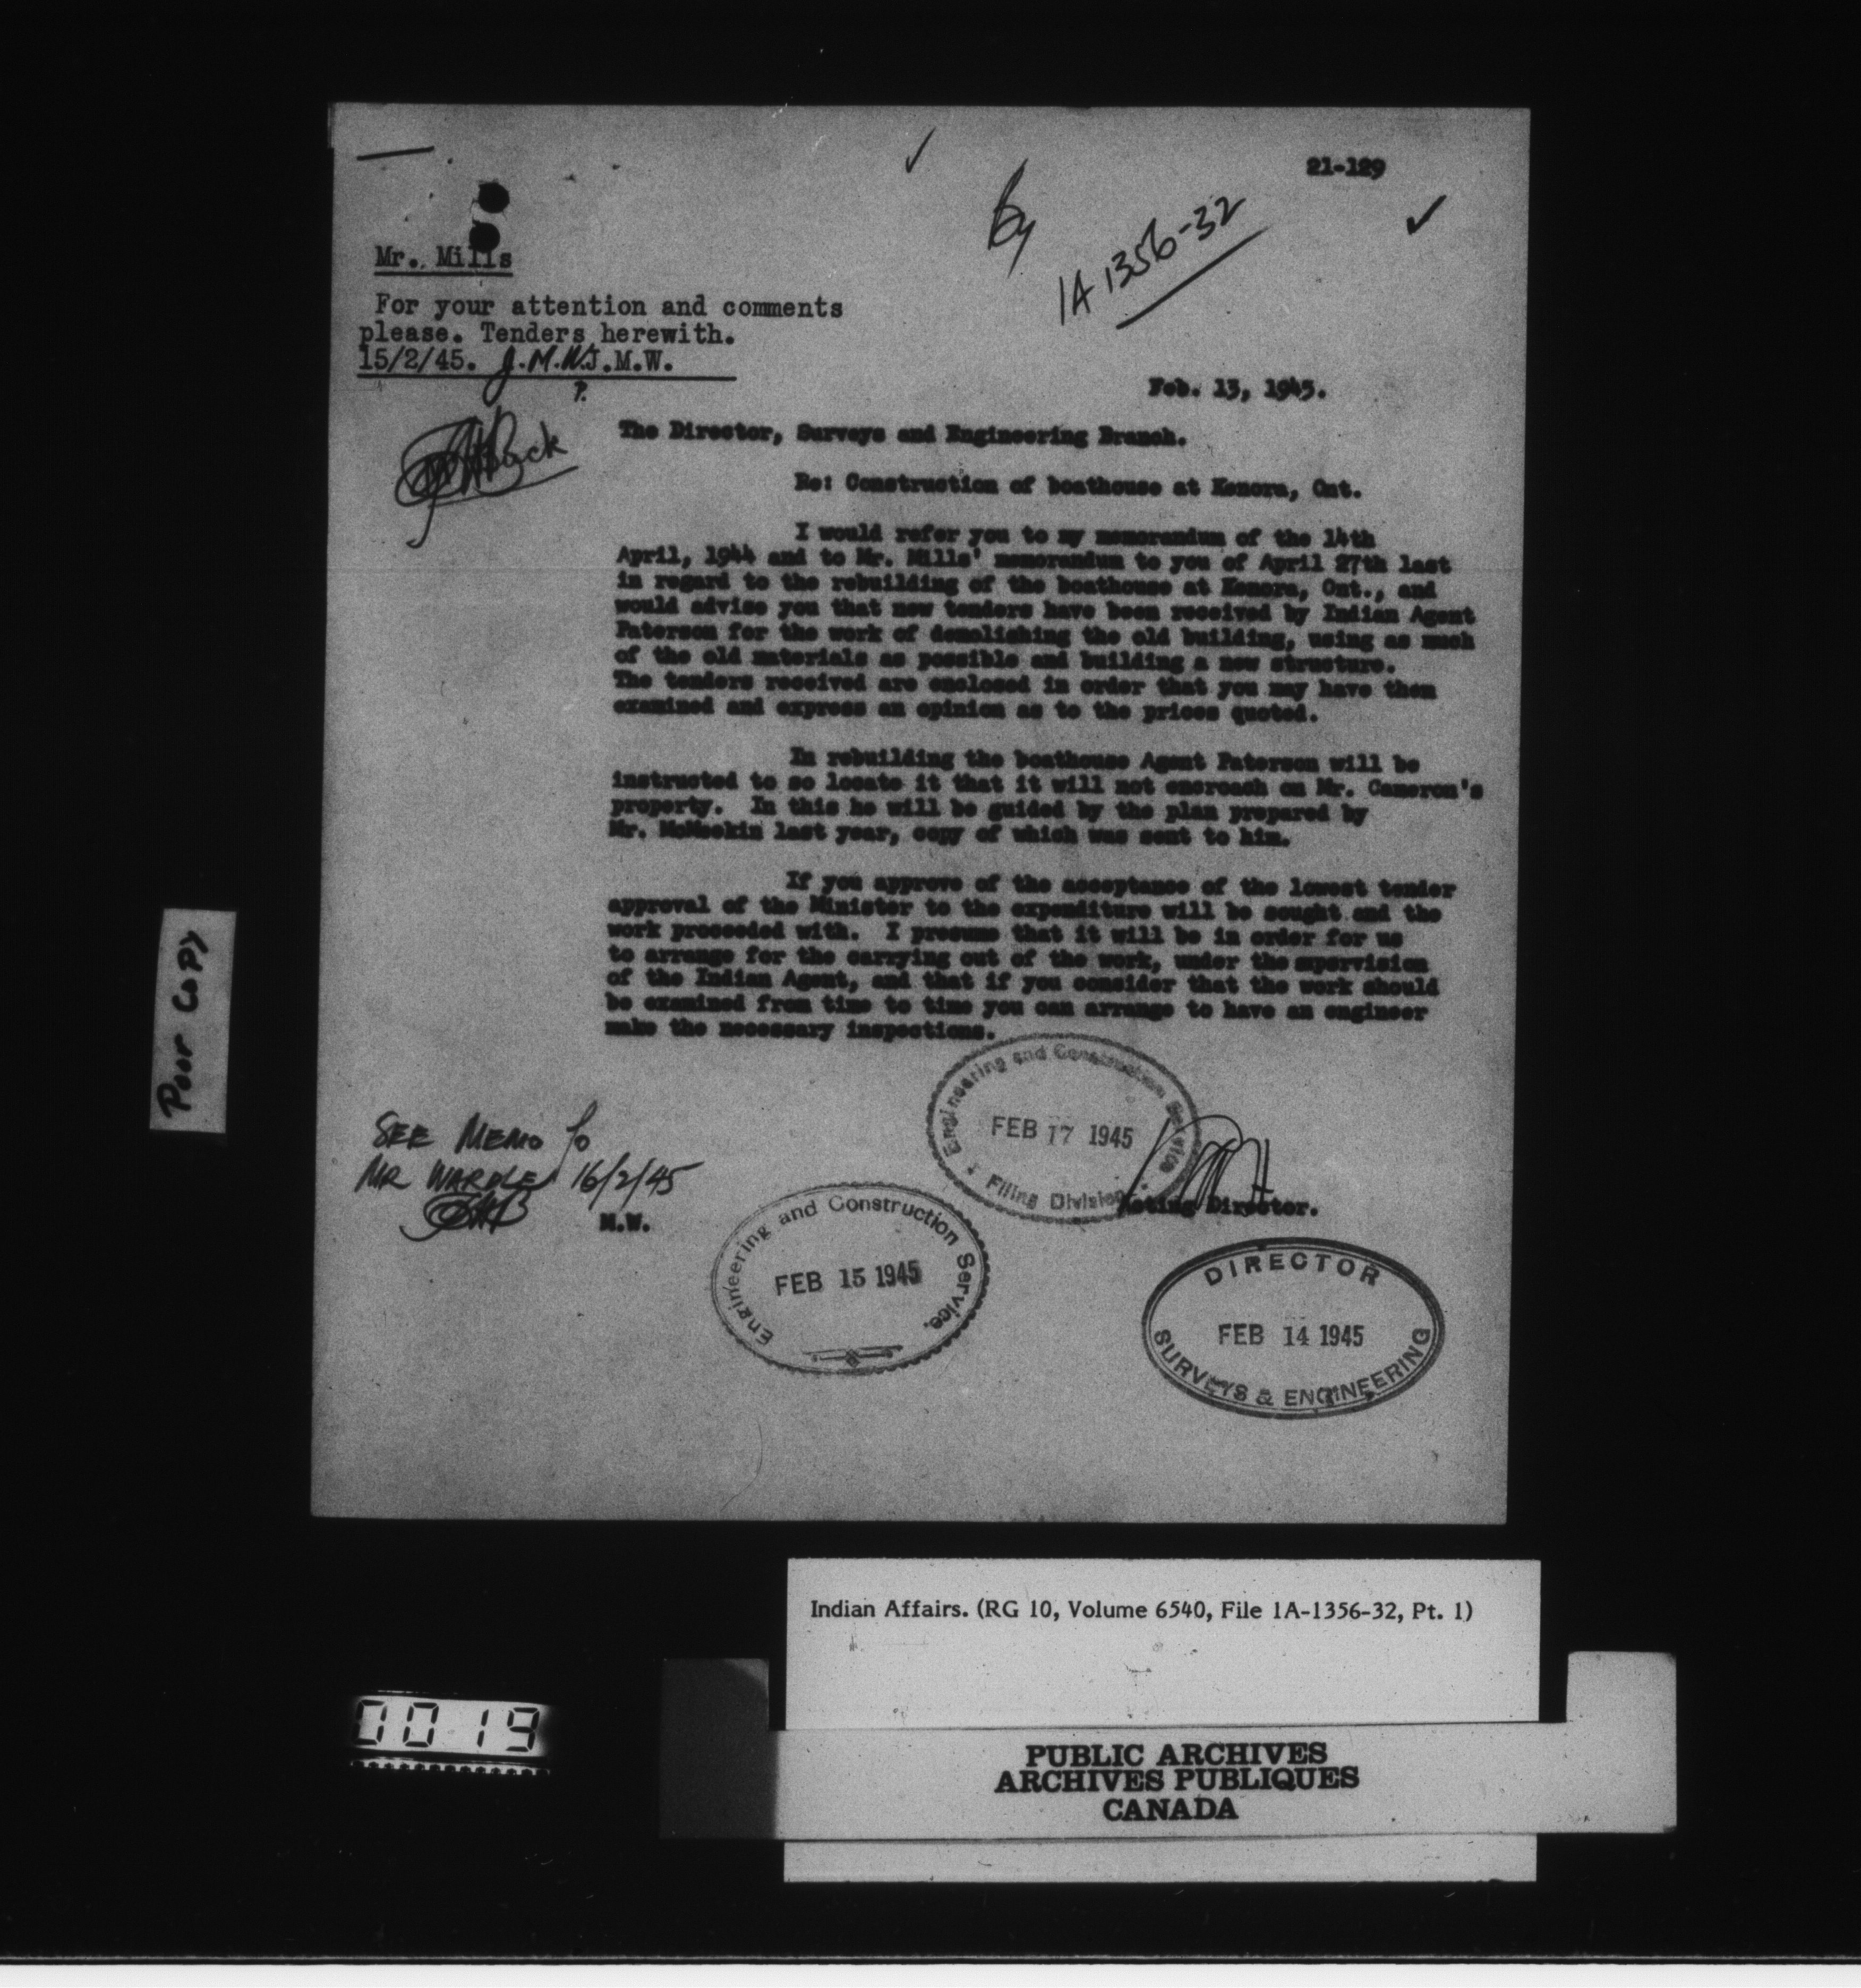 21-129
By
1A 1356-32
Mr. Mills
For your attention and comments
please. Tenders herewith.
15/2/45. J.M.W. J.M.W.
P.
Feb. 13, 1945.
The Director, Surveys and Engineering Branch.
Re: Construction of boathouse at Kenora, Ont.
I would refer you to my memorandum of the 14th
April, 1944 and to Mr. Mills' memorandum to you of April 27th last
in regard to the rebuilding of the boathouse at Kenora, Ont., and
would advise you that new tenders have been received by Indian Agent
Paterson for the work of demolishing the old building, using as much
of the old materials as possible and building a new structure.
The tenders received are enclosed in order that you may have them
examined and express an opinion as to the prices quoted.
In rebuilding the boathouse Agent Paterson will be
instructed to so locate it that it will not encroach on Mr. Cameron's
property. In this he will be guided by the plan prepared by
Mr. McMeekin last year, copy of which was sent to him.
If you approve of the acceptance of the lowest tender
approval of the Minister to the expenditure will be sought and the
work proceeded with. I presume that it will be in order for us
to arrange for the carrying out of the work, under the supervision
of the Indian Agent, and that if you consider that the work should
be examined from time to time you can arrange to have an engineer
make the necessary inspections.
Engineering and Construction Service
FEB 17 1945
Filing Division
Acting Director.
SEE MEMO TO
MR WARDLE 16/2/45
M.W.
Engineering and Construction Service.
FEB 15 1945
DIRECTOR
FEB 14 1945
SURVEYS & ENGINEERING
Poor Copy
Indian Affairs. (RG 10, Volume 6540, File 1A-1356-32, Pt. 1)
0019
PUBLIC ARCHIVES
ARCHIVES PUBLIQUES
CANADA